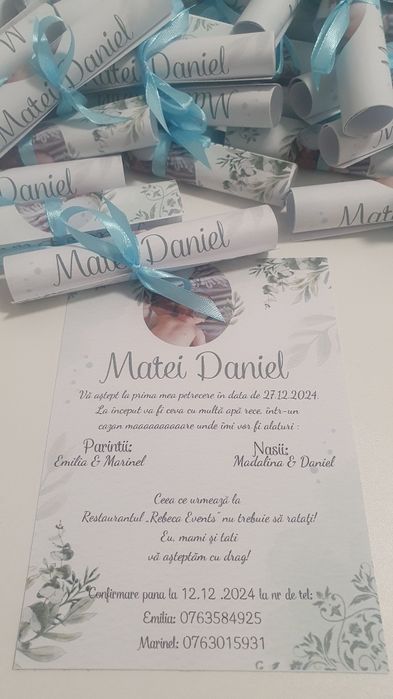 W
Matei Daniel
Matei Daniel
Daniel
Matei Daniel
Mate
Matei Daniel
Vă aștept la prima mea petrecere în data de 27.12.2024.
La început va fi ceva cu multă apă rece, într-un
cazan maaaaaaaaaare unde îmi vor fi alături :
Părintii:
Emilia & Marinel
Nasii:
Madalina & Daniel
Ceea ce urmează la
Restaurantul „Rebeca Events" nu trebuie să ratați!
Eu, mami și tati
vă așteptăm cu drag!
Confirmare pana la 12.12 .2024 la nr de tel:
Emilia: 0763584925
Marinel: 0763015931